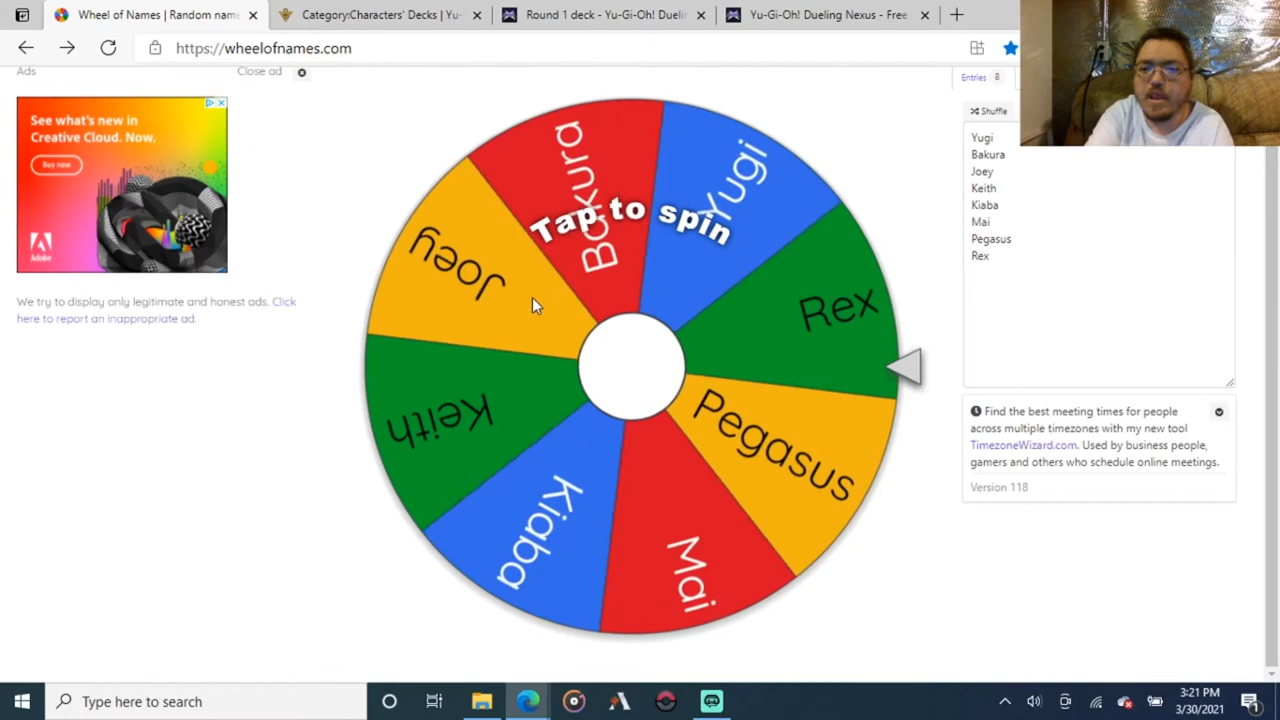 Wheel of Names | Random name
Category:Characters' Decks | Yu-
Round 1 deck - Yu-Gi-Oh! Dueli
Yu-Gi-Oh! Dueling Nexus - Free
https://wheelofnames.com
Ads
Close ad
See what's new in
Creative Cloud. Now.
Buy now
Adobe
We try to display only legitimate and honest ads. Click
here to report an inappropriate ad.
Bakura
Yugi
Tap to spin
Joey
Rex
Keith
Pegasus
Kiaba
Mai
Entries 8
Shuffle
Yugi
Bakura
Joey
Keith
Kiaba
Mai
Pegasus
Rex
Find the best meeting times for people
across multiple timezones with my new tool
TimezoneWizard.com. Used by business people,
gamers and others who schedule online meetings.
Version 118
Type here to search
3:21 PM
3/30/2021
1